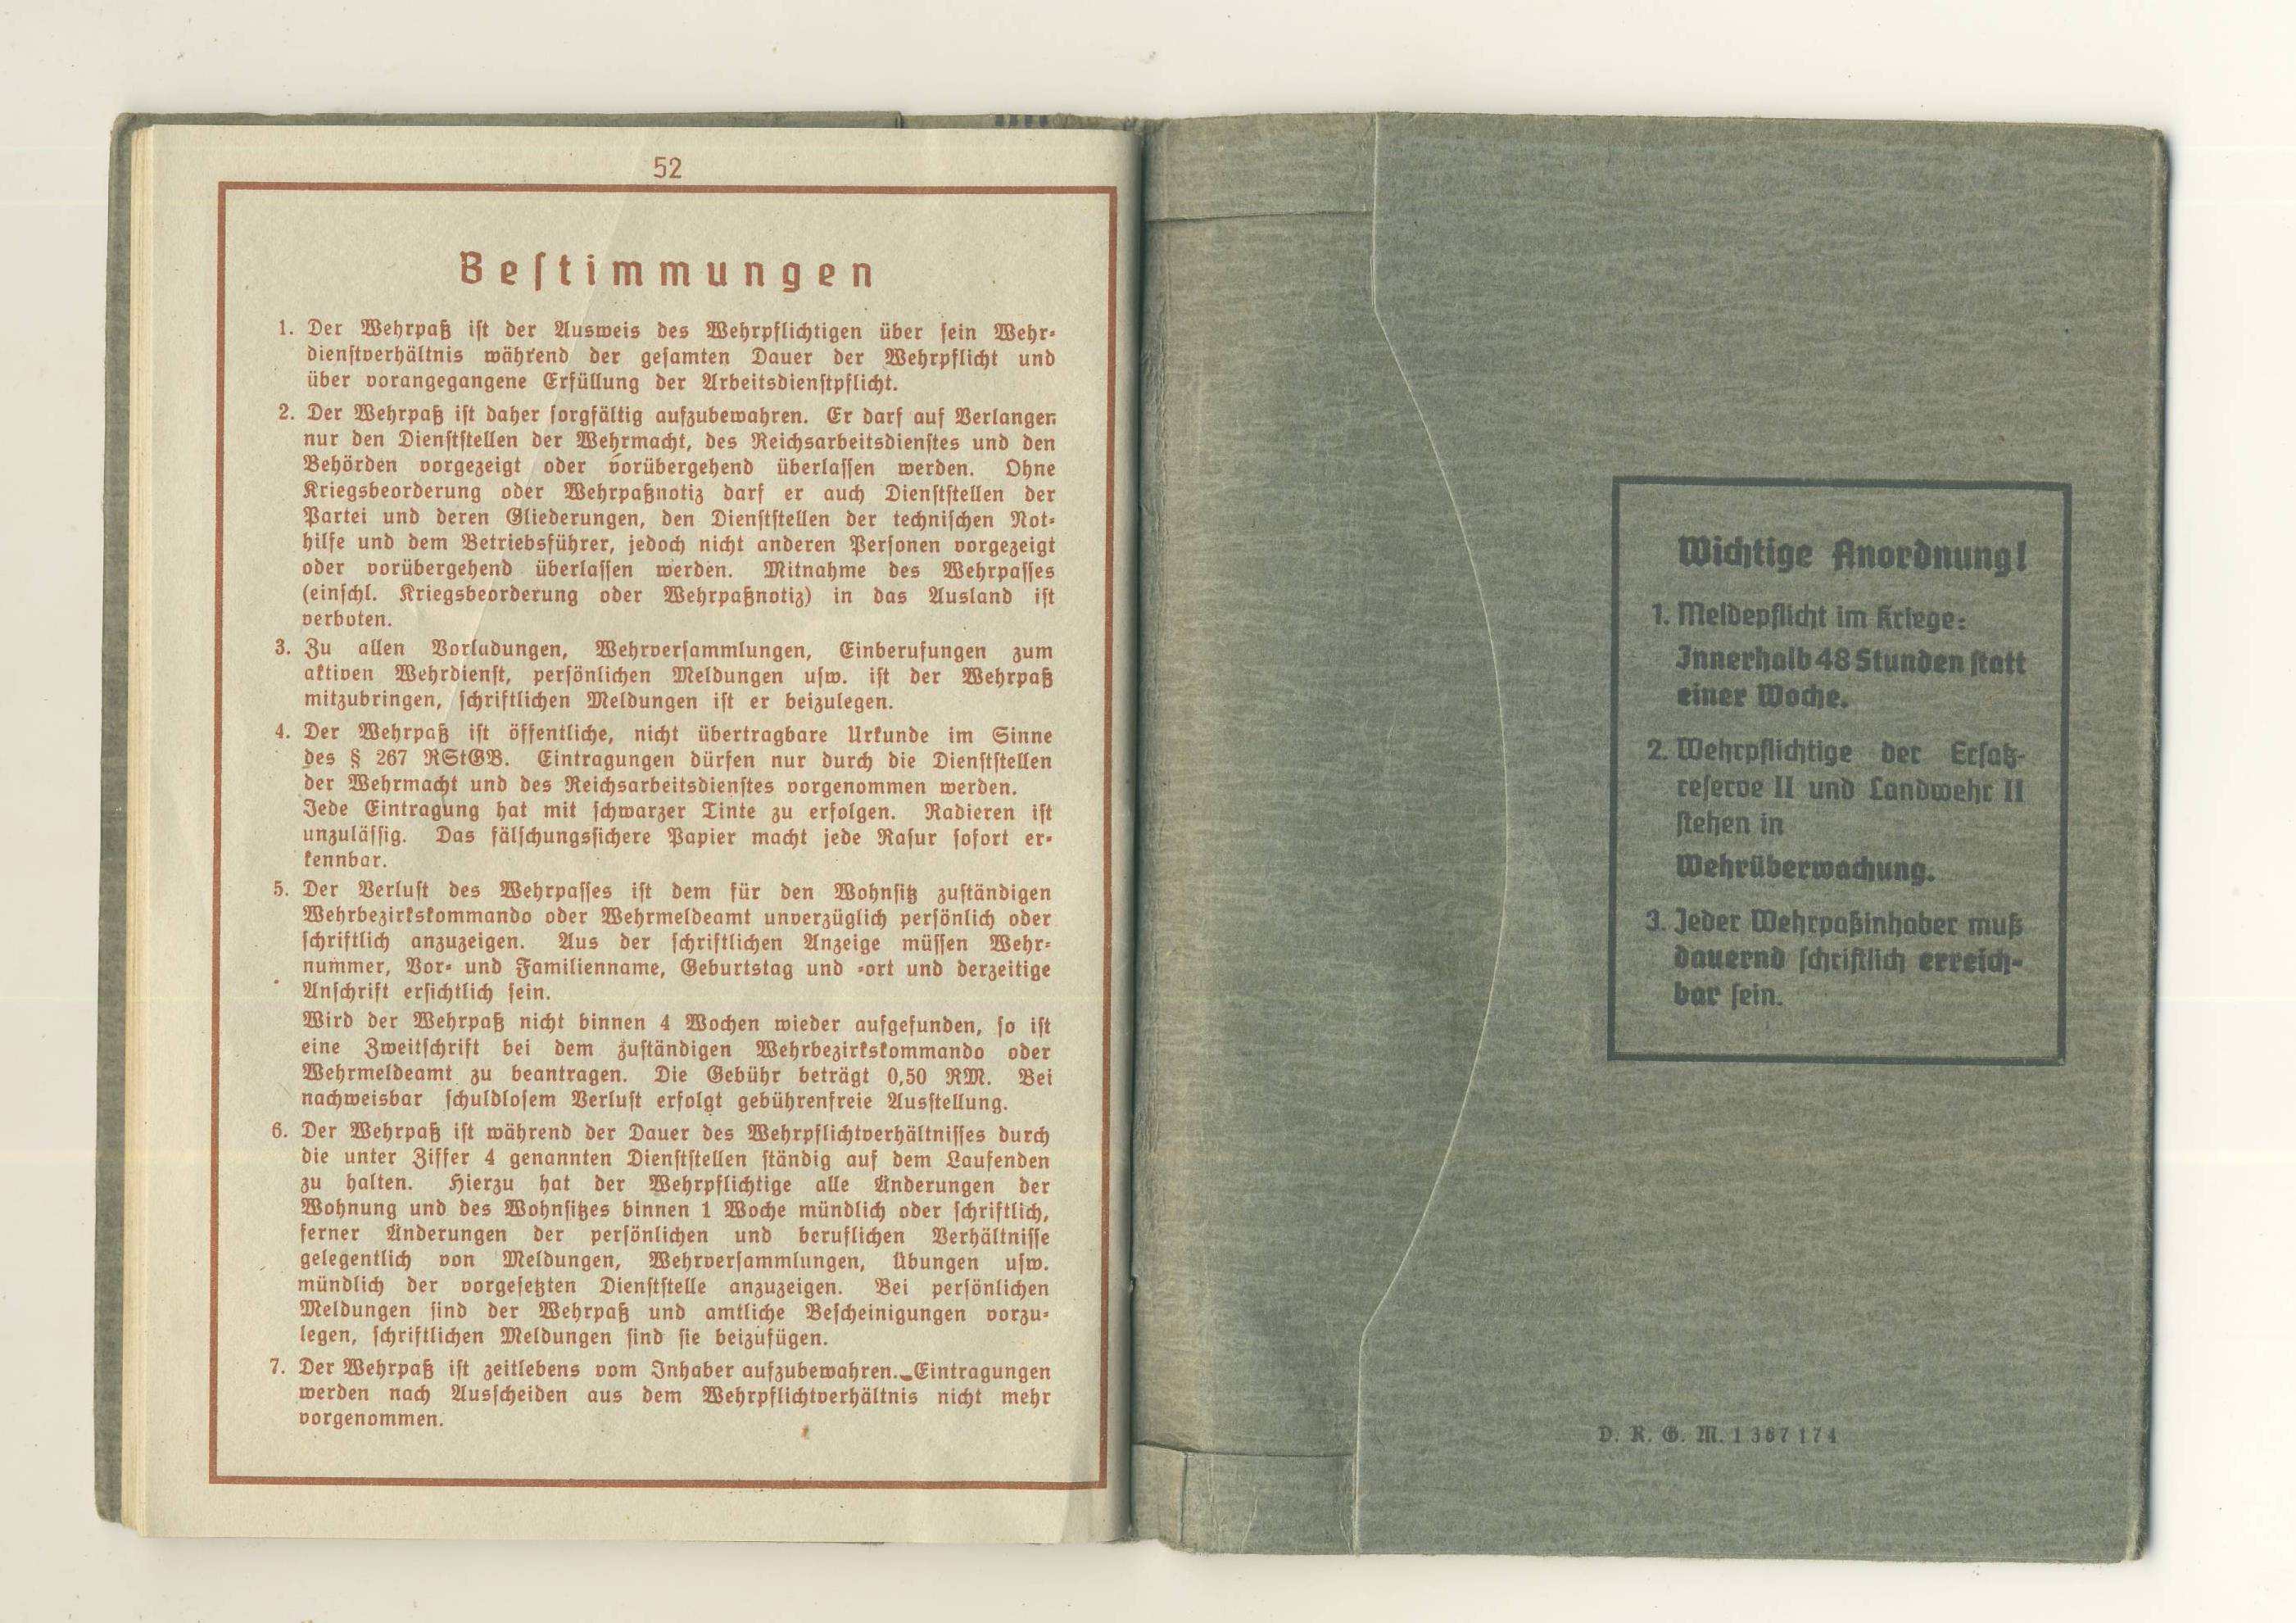 52
Beſtimmungen
1. Der Wehrpaß iſt der Ausweis des Wehrpflichtigen über ſein Wehr-
dienſtverhältnis während der geſamten Dauer der Wehrpflicht und
über vorangegangene Erfüllung der Arbeitsdienſtpflicht.
2. Der Wehrpaß iſt daher ſorgfältig aufzubewahren. Er darf auf Verlangen
nur den Dienſtſtellen der Wehrmacht, des Reichsarbeitsdienſtes und den
Behörden vorgezeigt oder vorübergehend überlaſſen werden. Ohne
Kriegsbeorderung oder Wehrpaßnotiz darf er auch Dienſtſtellen der
Partei und deren Gliederungen, den Dienſtſtellen der techniſchen Not-
hilfe und dem Betriebsführer, jedoch nicht anderen Perſonen vorgezeigt
oder vorübergehend überlaſſen werden. Mitnahme des Wehrpaſſes
(einſchl. Kriegsbeorderung oder Wehrpaßnotiz) in das Ausland iſt
verboten.
3. Zu allen Vorladungen, Wehrverſammlungen, Einberufungen zum
aktiven Wehrdienſt, perſönlichen Meldungen uſw. iſt der Wehrpaß
mitzubringen, ſchriftlichen Meldungen iſt er beizulegen.
4. Der Wehrpaß iſt öffentliche, nicht übertragbare Urkunde im Sinne
des § 267 RStGB. Eintragungen dürfen nur durch die Dienſtſtellen
der Wehrmacht und des Reichsarbeitsdienſtes vorgenommen werden.
Jede Eintragung hat mit ſchwarzer Tinte zu erfolgen. Radieren iſt
unzuläſſig. Das fälſchungsſichere Papier macht jede Raſur ſofort er-
kennbar.
5. Der Verluſt des Wehrpaſſes iſt dem für den Wohnſitz zuſtändigen
Wehrbezirkskommando oder Wehrmeldeamt unverzüglich perſönlich oder
ſchriftlich anzuzeigen. Aus der ſchriftlichen Anzeige müſſen Wehr-
nummer, Vor- und Familienname, Geburtstag und -ort und derzeitige
Anſchrift erſichtlich ſein.
Wird der Wehrpaß nicht binnen 4 Wochen wieder aufgefunden, ſo iſt
eine Zweitſchrift bei dem zuſtändigen Wehrbezirkskommando oder
Wehrmeldeamt zu beantragen. Die Gebühr beträgt 0,50 RM. Bei
nachweisbar ſchuldloſem Verluſt erfolgt gebührenfreie Ausſtellung.
6. Der Wehrpaß iſt während der Dauer des Wehrpflichtverhältniſſes durch
die unter Ziffer 4 genannten Dienſtſtellen ſtändig auf dem Laufenden
zu halten. Hierzu hat der Wehrpflichtige alle Änderungen der
Wohnung und des Wohnſitzes binnen 1 Woche mündlich oder ſchriftlich,
ferner Änderungen der perſönlichen und beruflichen Verhältniſſe
gelegentlich von Meldungen, Wehrverſammlungen, Übungen uſw.
mündlich der vorgeſetzten Dienſtſtelle anzuzeigen. Bei perſönlichen
Meldungen ſind der Wehrpaß und amtliche Beſcheinigungen vorzu-
legen, ſchriftlichen Meldungen ſind ſie beizufügen.
7. Der Wehrpaß iſt zeitlebens vom Inhaber aufzubewahren. Eintragungen
werden nach Ausſcheiden aus dem Wehrpflichtverhältnis nicht mehr
vorgenommen.
Wichtige Anordnung!
1. Meldepflicht im Kriege:
Innerhalb 48 Stunden ſtatt
einer Woche.
2. Wehrpflichtige der Erſatz-
reſerve II und Landwehr II
ſtehen in
Wehrüberwachung.
3. Jeder Wehrpaßinhaber muß
dauernd ſchriftlich erreich-
bar ſein.
D. R. G. M. 1367174